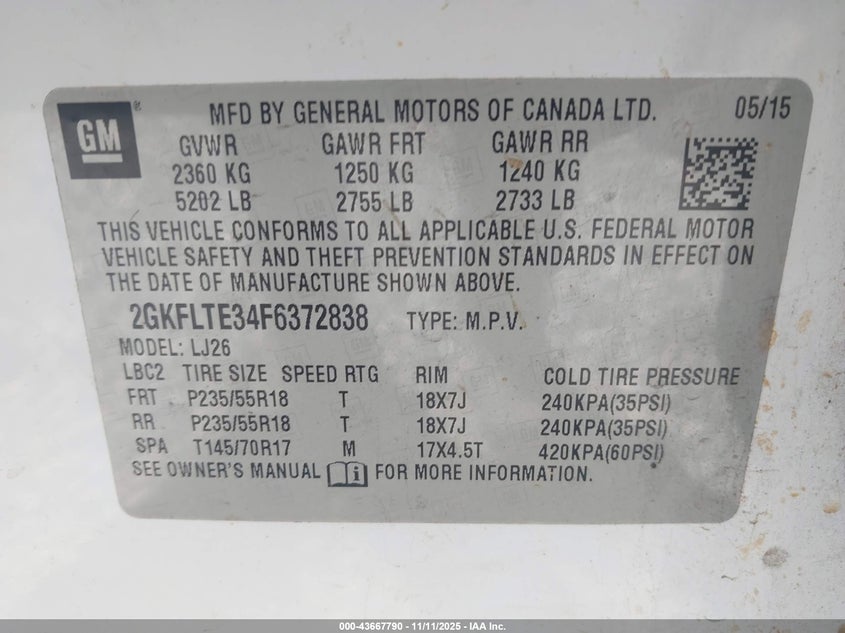 GM ® MFD BY GENERAL MOTORS OF CANADA LTD. 05/15
GVWR GAWR FRT GAWR RR
2360 KG 1250 KG 1240 KG
5202 LB 2755 LB 2733 LB
THIS VEHICLE CONFORMS TO ALL APPLICABLE U.S. FEDERAL MOTOR
VEHICLE SAFETY AND THEFT PREVENTION STANDARDS IN EFFECT ON
THE DATE OF MANUFACTURE SHOWN ABOVE.
2GKFLTE34F6372838 TYPE: M.P.V.
MODEL: LJ26
LBC2 TIRE SIZE SPEED RTG RIM COLD TIRE PRESSURE
FRT P235/55R18 T 18X7J 240KPA(35PSI)
RR P235/55R18 T 18X7J 240KPA(35PSI)
SPA T145/70R17 M 17X4.5T 420KPA(60PSI)
SEE OWNER'S MANUAL i FOR MORE INFORMATION.
000-43667790 - 11/11/2025 - IAA Inc.